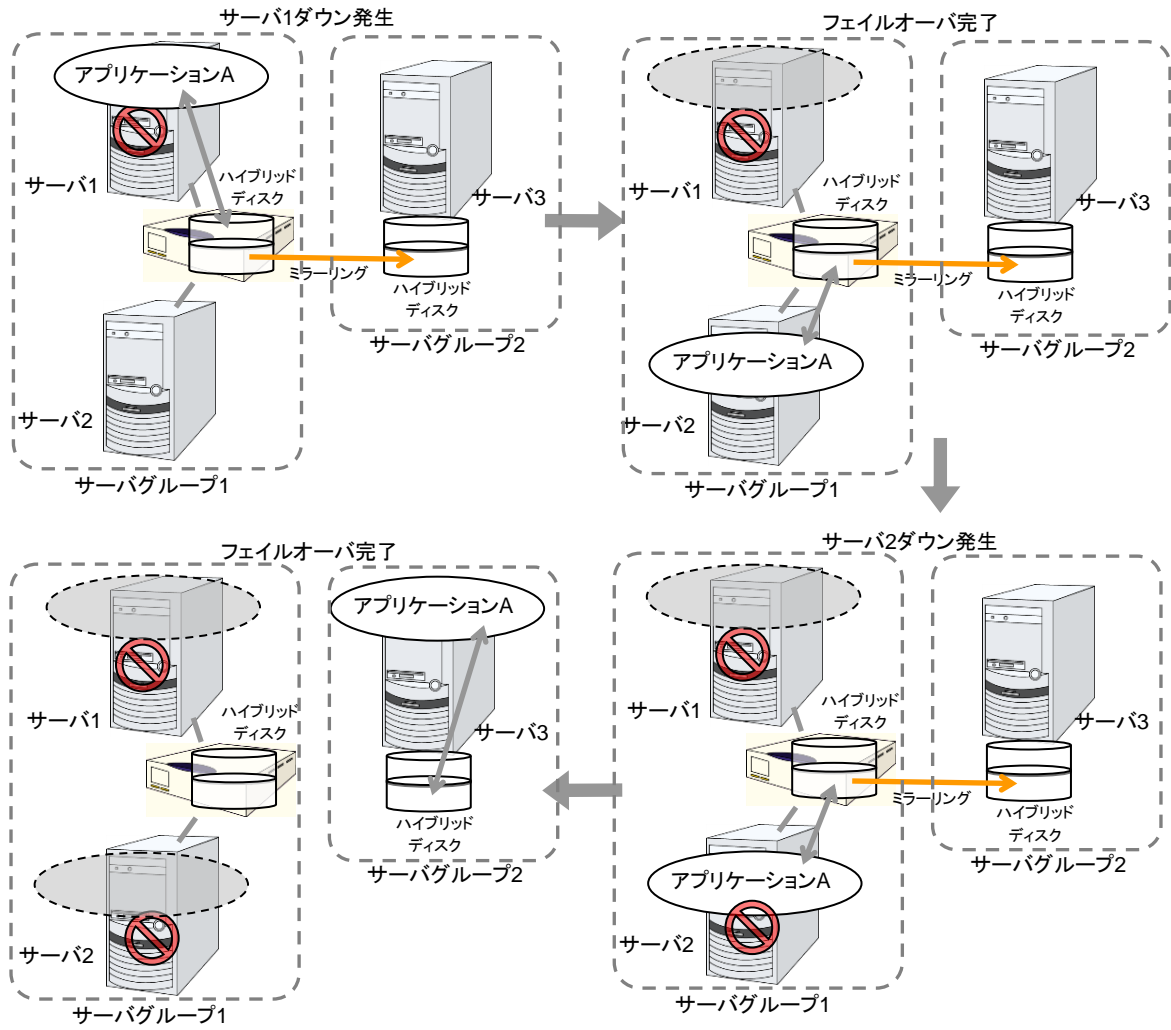 サーバ1ダウン発生
アプリケーションA
サーバ1
ハイブリッド
ディスク
サーバ3
ミラーリング
ハイブリッド
ディスク
サーバグループ2
サーバ2
サーバグループ1
フェイルオーバ完了
サーバ1
ハイブリッド
ディスク
サーバ3
ミラーリング
ハイブリッド
ディスク
サーバグループ2
アプリケーションA
サーバ2
サーバグループ1
フェイルオーバ完了
アプリケーションA
サーバ1
ハイブリッド
ディスク
サーバ3
ハイブリッド
ディスク
サーバグループ2
サーバ2
サーバグループ1
サーバ2ダウン発生
サーバ1
ハイブリッド
ディスク
サーバ3
ミラーリング
ハイブリッド
ディスク
サーバグループ2
アプリケーションA
サーバ2
サーバグループ1